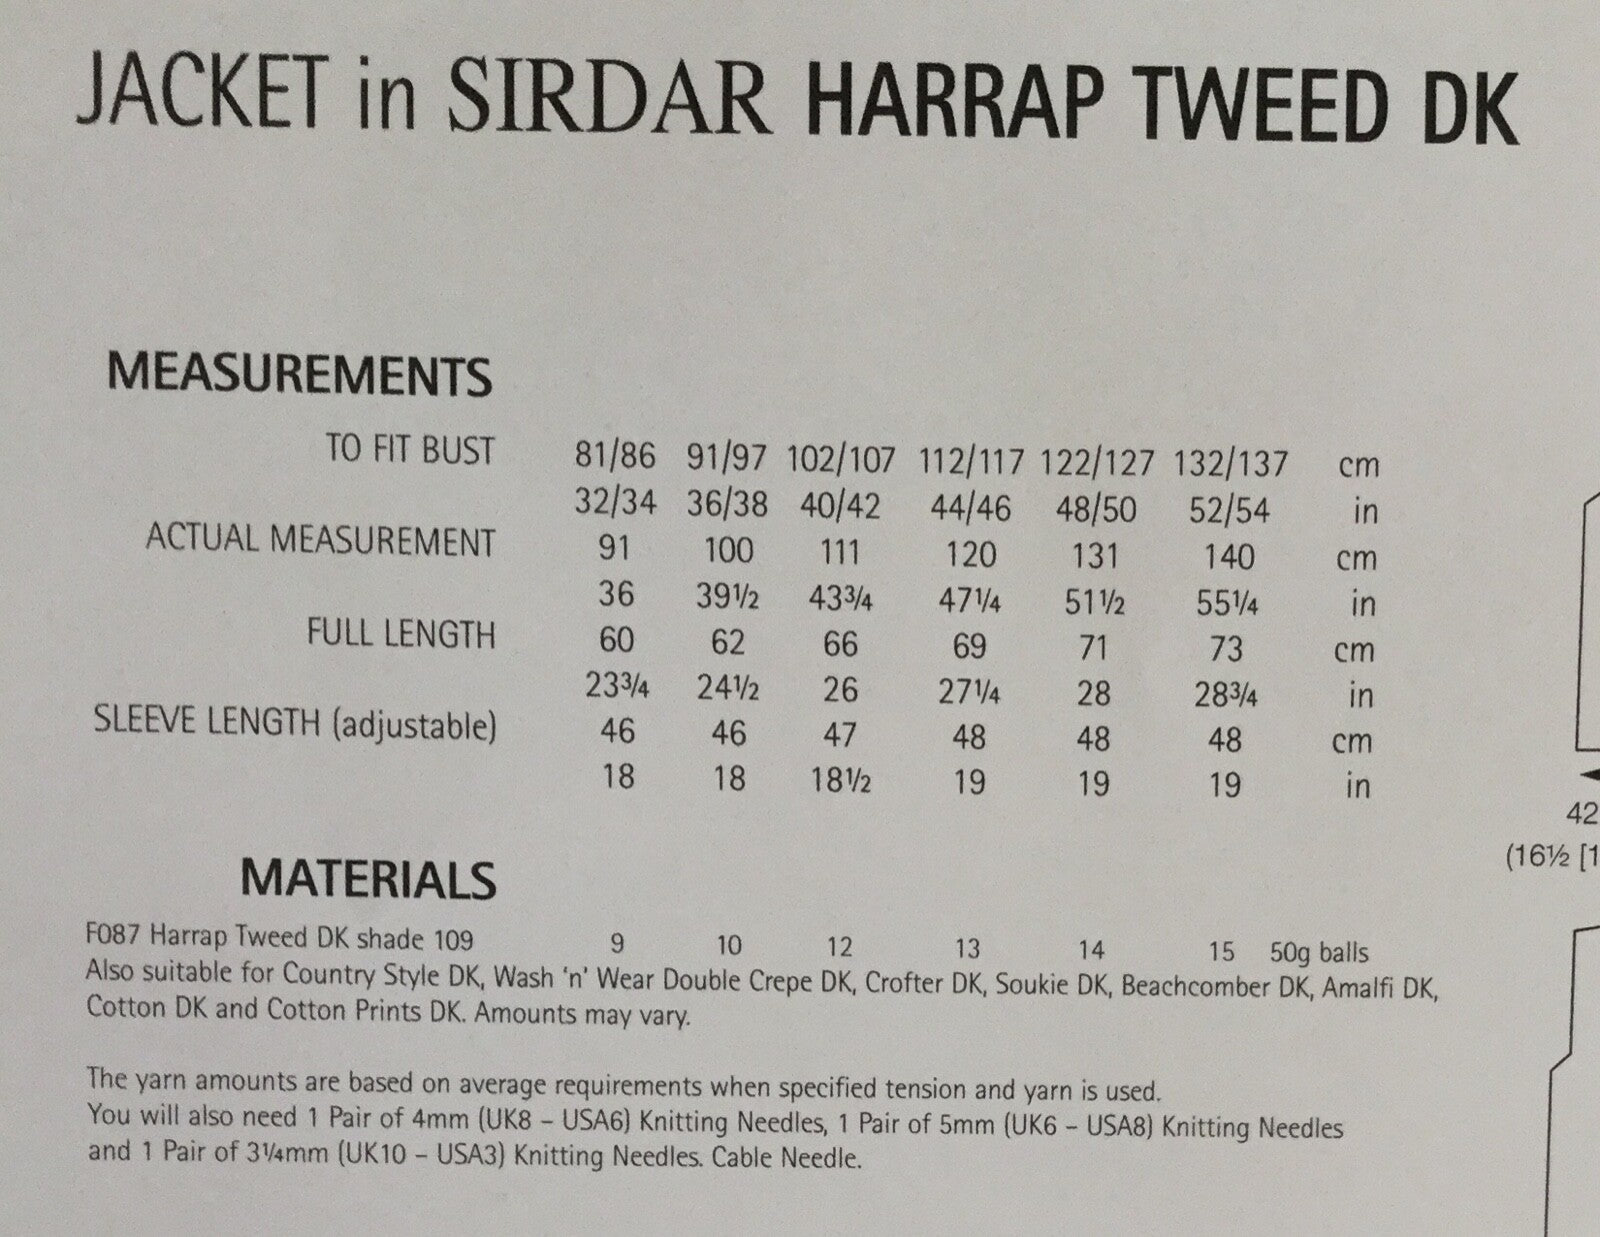 JACKET in SIRDAR HARRAP TWEED DK
MEASUREMENTS
TO FIT BUST 81/86 91/97 102/107 112/117 122/127 132/137 cm
32/34 36/38 40/42 44/46 48/50 52/54 in
ACTUAL MEASUREMENT 91 100 111 120 131 140 cm
36 39½ 43¾ 47¼ 51½ 55¼ in
FULL LENGTH 60 62 66 69 71 73 cm
23¾ 24½ 26 27¼ 28 28¾ in
SLEEVE LENGTH (adjustable) 46 46 47 48 48 48 cm
18 18 18½ 19 19 19 in
42
(16½ [1
MATERIALS
F087 Harrap Tweed DK shade 109 9 10 12 13 14 15 50g balls
Also suitable for Country Style DK, Wash 'n' Wear Double Crepe DK, Crofter DK, Soukie DK, Beachcomber DK, Amalfi DK,
Cotton DK and Cotton Prints DK. Amounts may vary.
The yarn amounts are based on average requirements when specified tension and yarn is used.
You will also need 1 Pair of 4mm (UK8 – USA6) Knitting Needles, 1 Pair of 5mm (UK6 – USA8) Knitting Needles
and 1 Pair of 3¼mm (UK10 – USA3) Knitting Needles. Cable Needle.